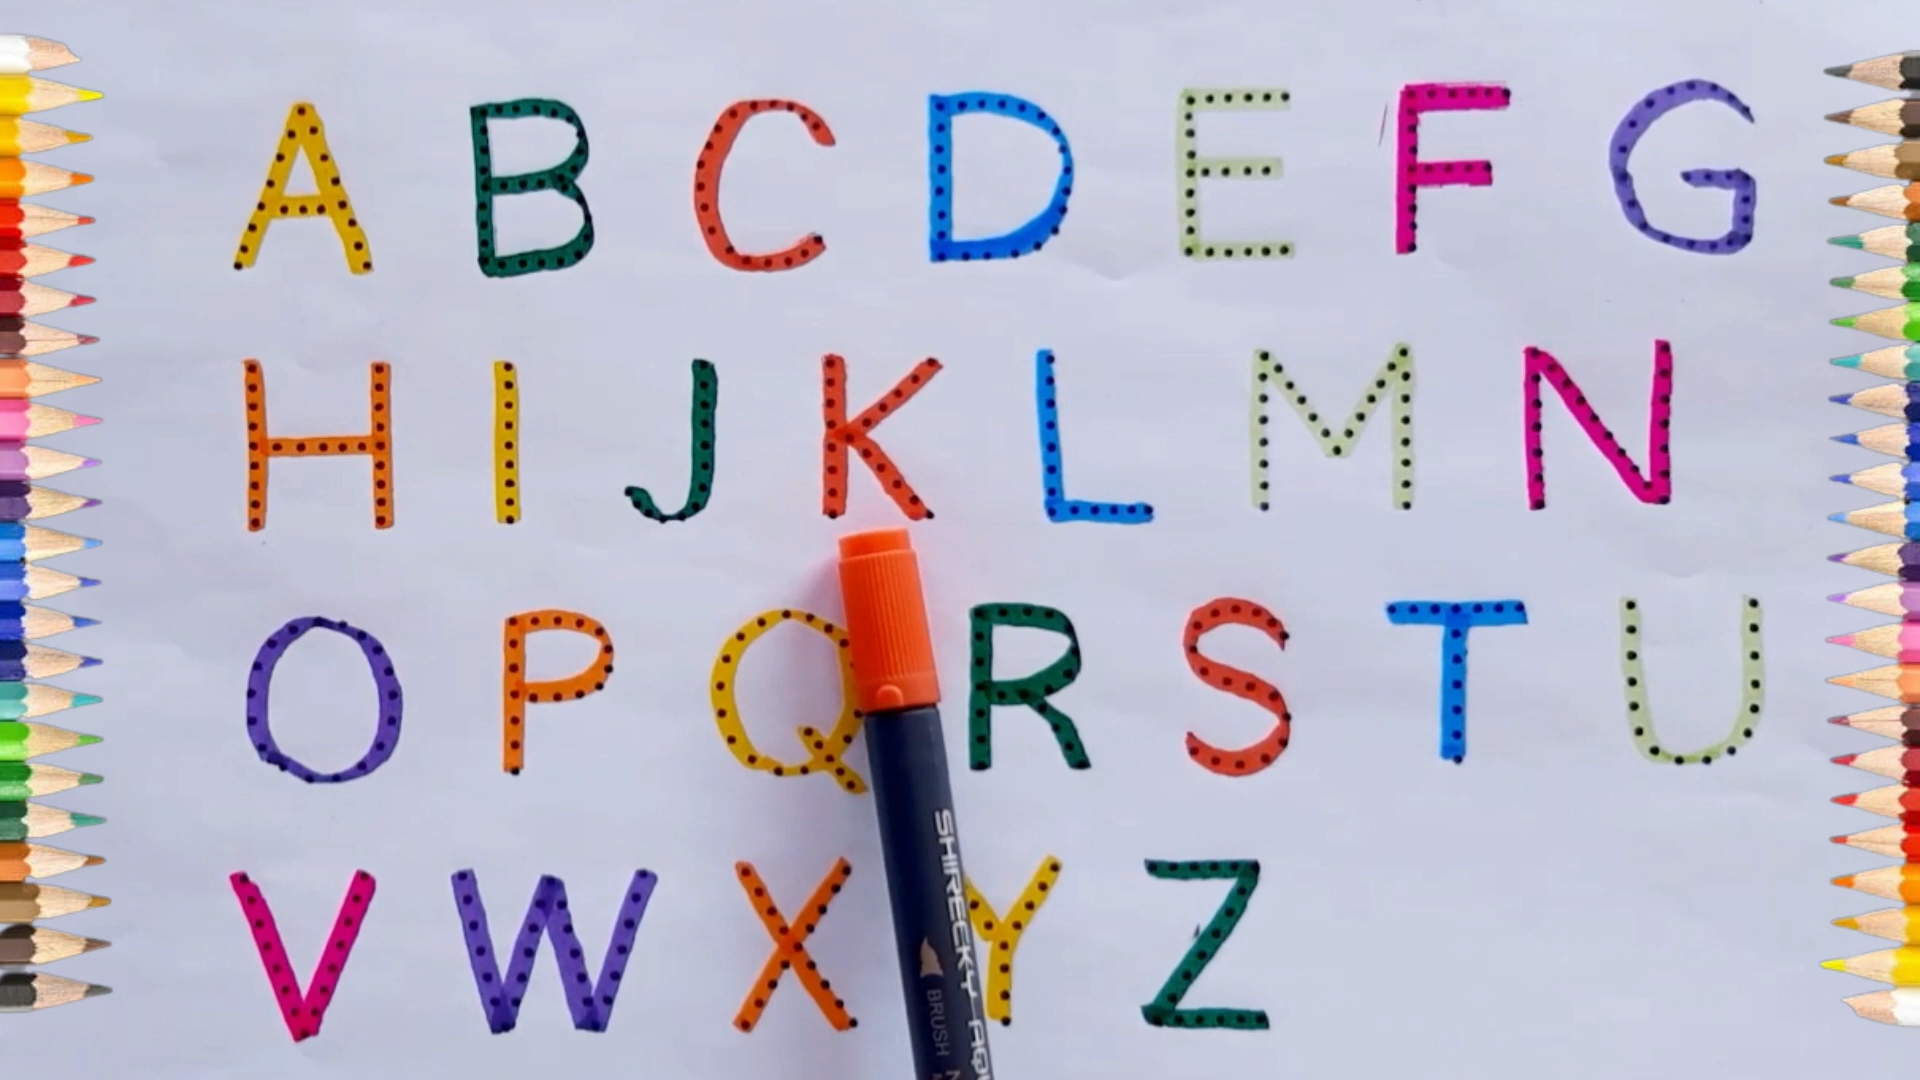 A B C D E F G
H I J K L M N
O P Q R S T U
V W X Y Z
SHIRECKY
BRUSH